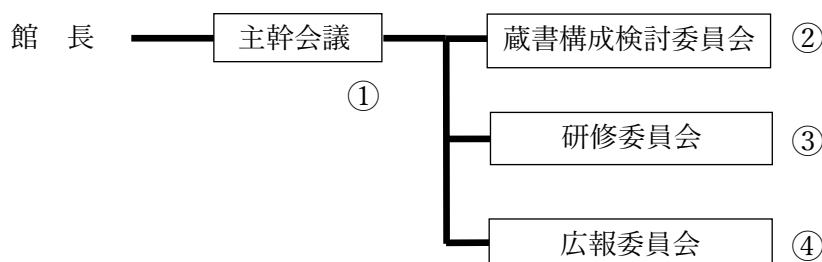 館　長
主幹会議
①
蔵書構成検討委員会 ②
研修委員会 ③
広報委員会 ④